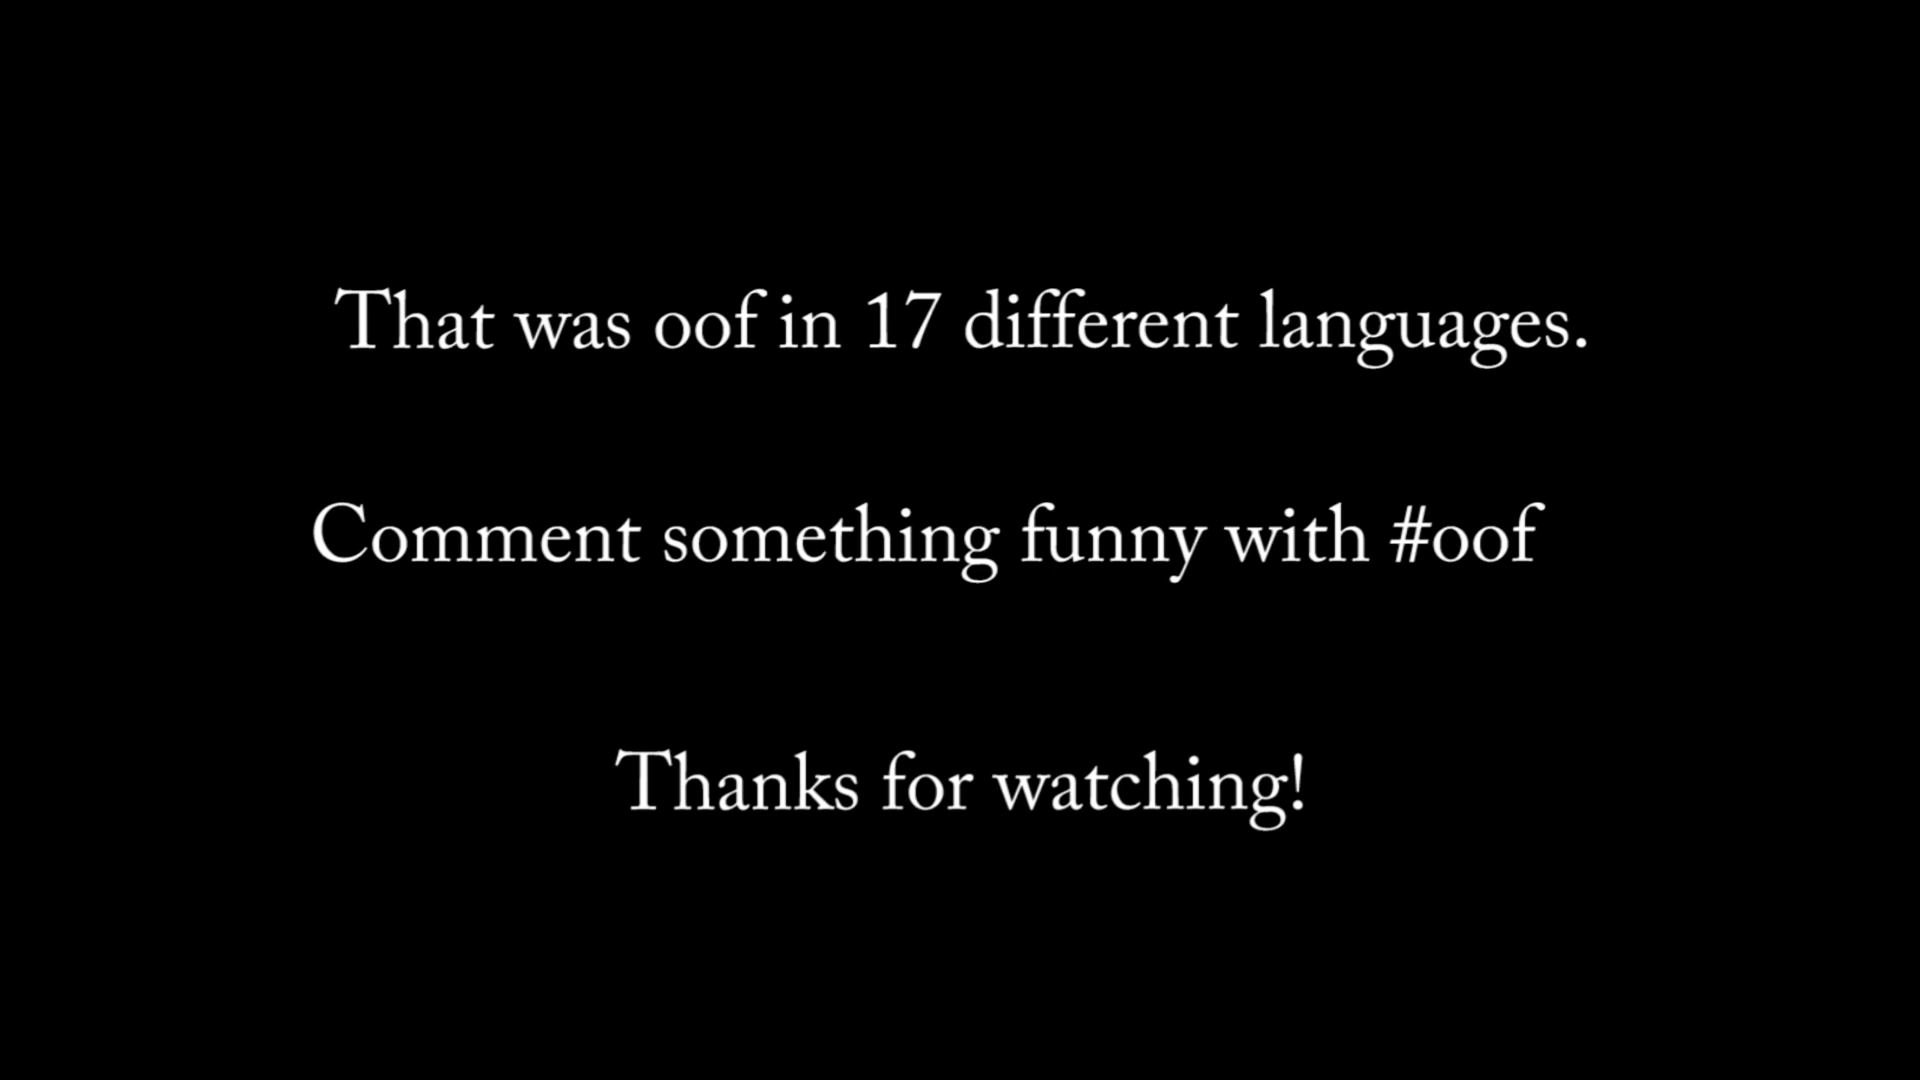 That was oof in 17 different languages.
Comment something funny with #oof
Thanks for watching!